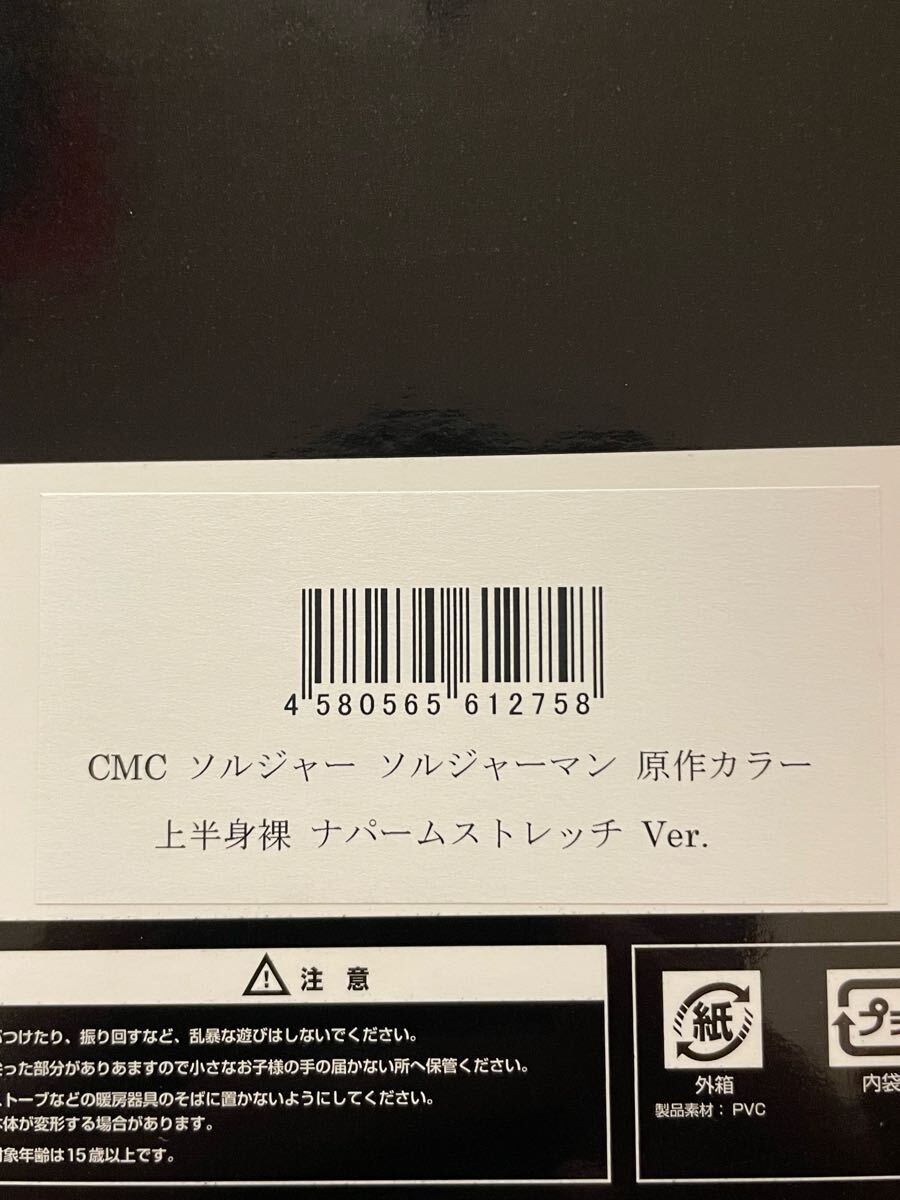 4 580565 612758
CMC ソルジャー ソルジャーマン 原作カラー
上半身裸 ナパームストレッチ Ver.
注 意
つけたり、振り回すなど、乱暴な遊びはしないでください。
った部分がありあますので小さなお子様の手の届かない所へ保管ください。
トーブなどの暖房器具のそばに置かないようにしてください。
体が変形する場合があります。
対象年齢は15歳以上です。
紙
外箱
製品素材：PVC
プラ
内袋